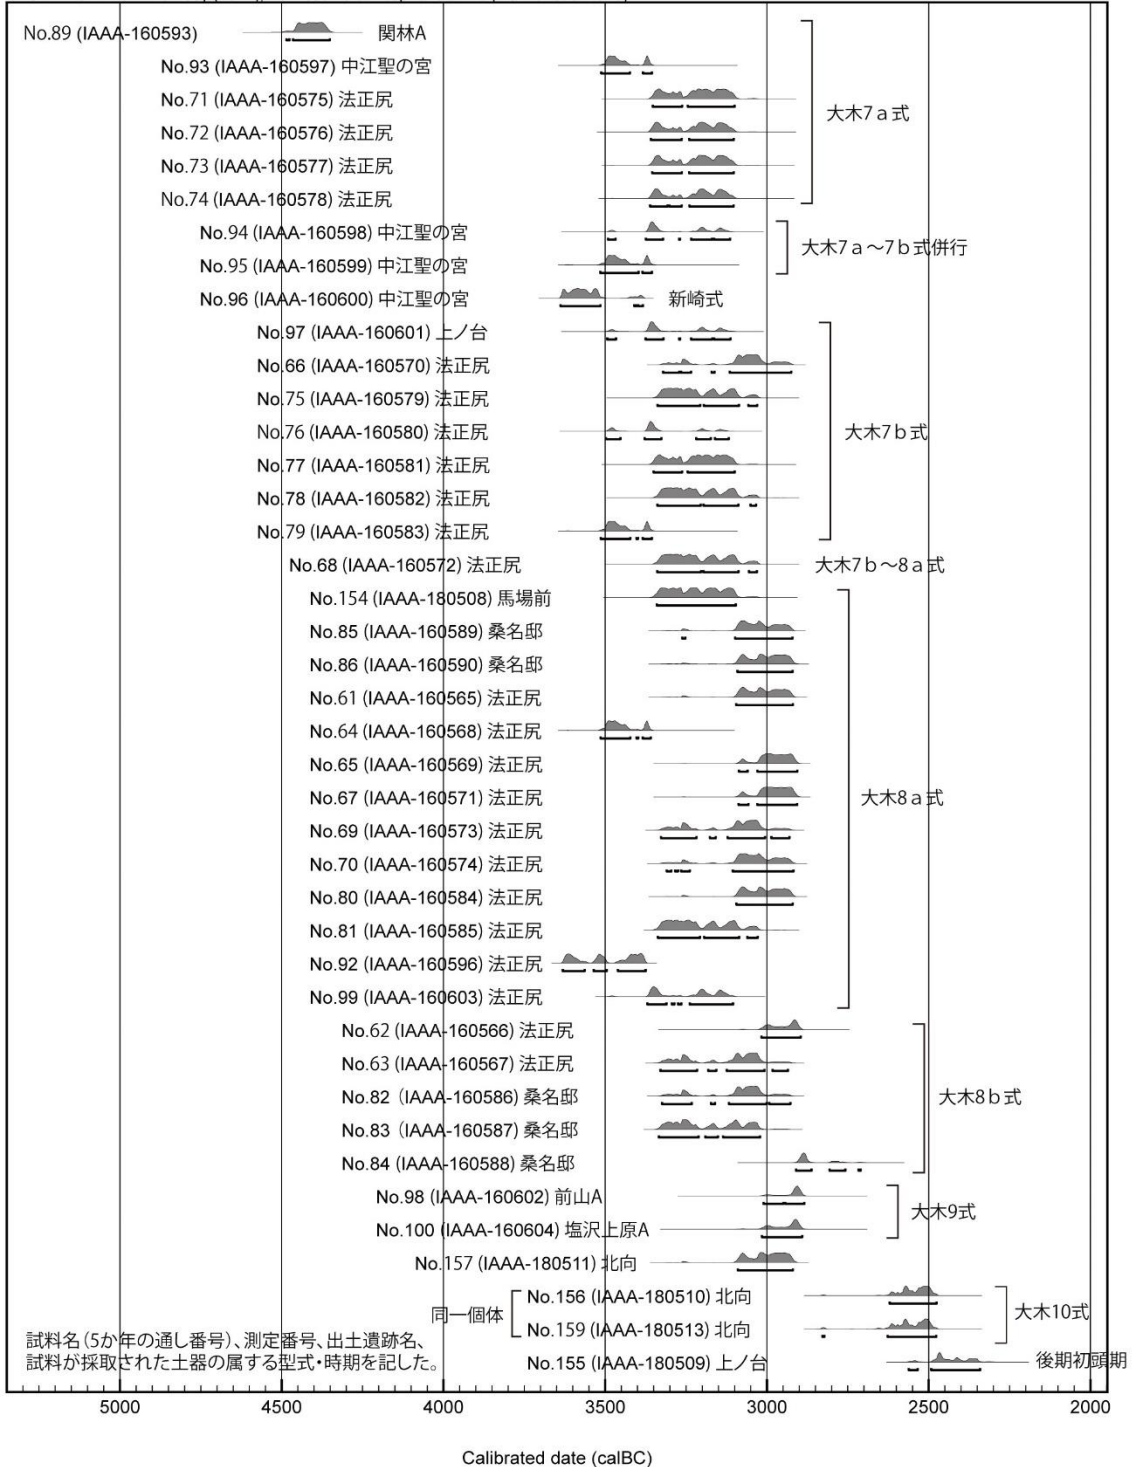 No.89 (IAAA-160593) 関林A
No.93 (IAAA-160597) 中江聖の宮
No.71 (IAAA-160575) 法正尻
大木7a式
No.72 (IAAA-160576) 法正尻
No.73 (IAAA-160577) 法正尻
No.74 (IAAA-160578) 法正尻
No.94 (IAAA-160598) 中江聖の宮
大木7a～7b式併行
No.95 (IAAA-160599) 中江聖の宮
No.96 (IAAA-160600) 中江聖の宮 新崎式
No.97 (IAAA-160601) 上ノ台
No.66 (IAAA-160570) 法正尻
No.75 (IAAA-160579) 法正尻
No.76 (IAAA-160580) 法正尻
大木7b式
No.77 (IAAA-160581) 法正尻
No.78 (IAAA-160582) 法正尻
No.79 (IAAA-160583) 法正尻
No.68 (IAAA-160572) 法正尻 大木7b～8a式
No.154 (IAAA-180508) 馬場前
No.85 (IAAA-160589) 桑名邸
No.86 (IAAA-160590) 桑名邸
No.61 (IAAA-160565) 法正尻
No.64 (IAAA-160568) 法正尻
No.65 (IAAA-160569) 法正尻
No.67 (IAAA-160571) 法正尻
大木8a式
No.69 (IAAA-160573) 法正尻
No.70 (IAAA-160574) 法正尻
No.80 (IAAA-160584) 法正尻
No.81 (IAAA-160585) 法正尻
No.92 (IAAA-160596) 法正尻
No.99 (IAAA-160603) 法正尻
No.62 (IAAA-160566) 法正尻
No.63 (IAAA-160567) 法正尻
No.82 (IAAA-160586) 桑名邸
大木8b式
No.83 (IAAA-160587) 桑名邸
No.84 (IAAA-160588) 桑名邸
No.98 (IAAA-160602) 前山A
大木9式
No.100 (IAAA-160604) 塩沢上原A
No.157 (IAAA-180511) 北向
No.156 (IAAA-180510) 北向
同一個体
大木10式
No.159 (IAAA-180513) 北向
No.155 (IAAA-180509) 上ノ台 後期初頭期
試料名(5か年の通し番号)、測定番号、出土遺跡名、
試料が採取された土器の属する型式・時期を記した。
5000 4500 4000 3500 3000 2500 2000
Calibrated date (calBC)